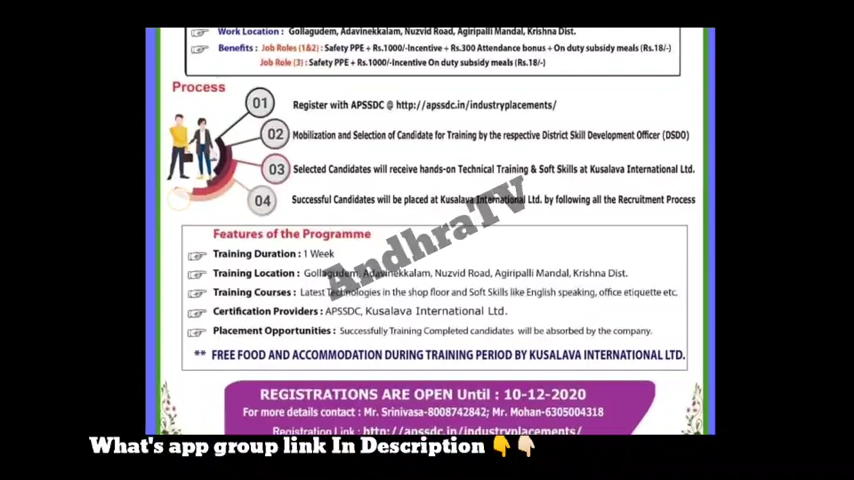 Work Location : Gollagudem, Adavinekkalam, Nuzvid Road, Agiripalli Mandal, Krishna Dist.
Benefits : Job Roles (1&2) : Safety PPE + Rs.1000/-Incentive + Rs.300 Attendance bonus + On duty subsidy meals (Rs.18/-)
Job Role (3) : Safety PPE + Rs.1000/-Incentive On duty subsidy meals (Rs.18/-)
Process
01 Register with APSSDC @ http://apssdc.in/industryplacements/
02 Mobilization and Selection of Candidate for Training by the respective District Skill Development Officer (DSDO)
03 Selected Candidates will receive hands-on Technical Training & Soft Skills at Kusalava International Ltd.
04 Successful Candidates will be placed at Kusalava International Ltd. by following all the Recruitment Process
AndhraTV
Features of the Programme
Training Duration : 1 Week
Training Location : Gollagudem, Adavinekkalam, Nuzvid Road, Agiripalli Mandal, Krishna Dist.
Training Courses : Latest Technologies in the shop floor and Soft Skills like English speaking, office etiquette etc.
Certification Providers : APSSDC, Kusalava International Ltd.
Placement Opportunities : Successfully Training Completed candidates will be absorbed by the company.
** FREE FOOD AND ACCOMMODATION DURING TRAINING PERIOD BY KUSALAVA INTERNATIONAL LTD.
REGISTRATIONS ARE OPEN Until : 10-12-2020
For more details contact : Mr. Srinivasa-8008742842; Mr. Mohan-6305004318
Registration Link : http://apssdc.in/industryplacements/
What's app group link In Description 👇👇🏻